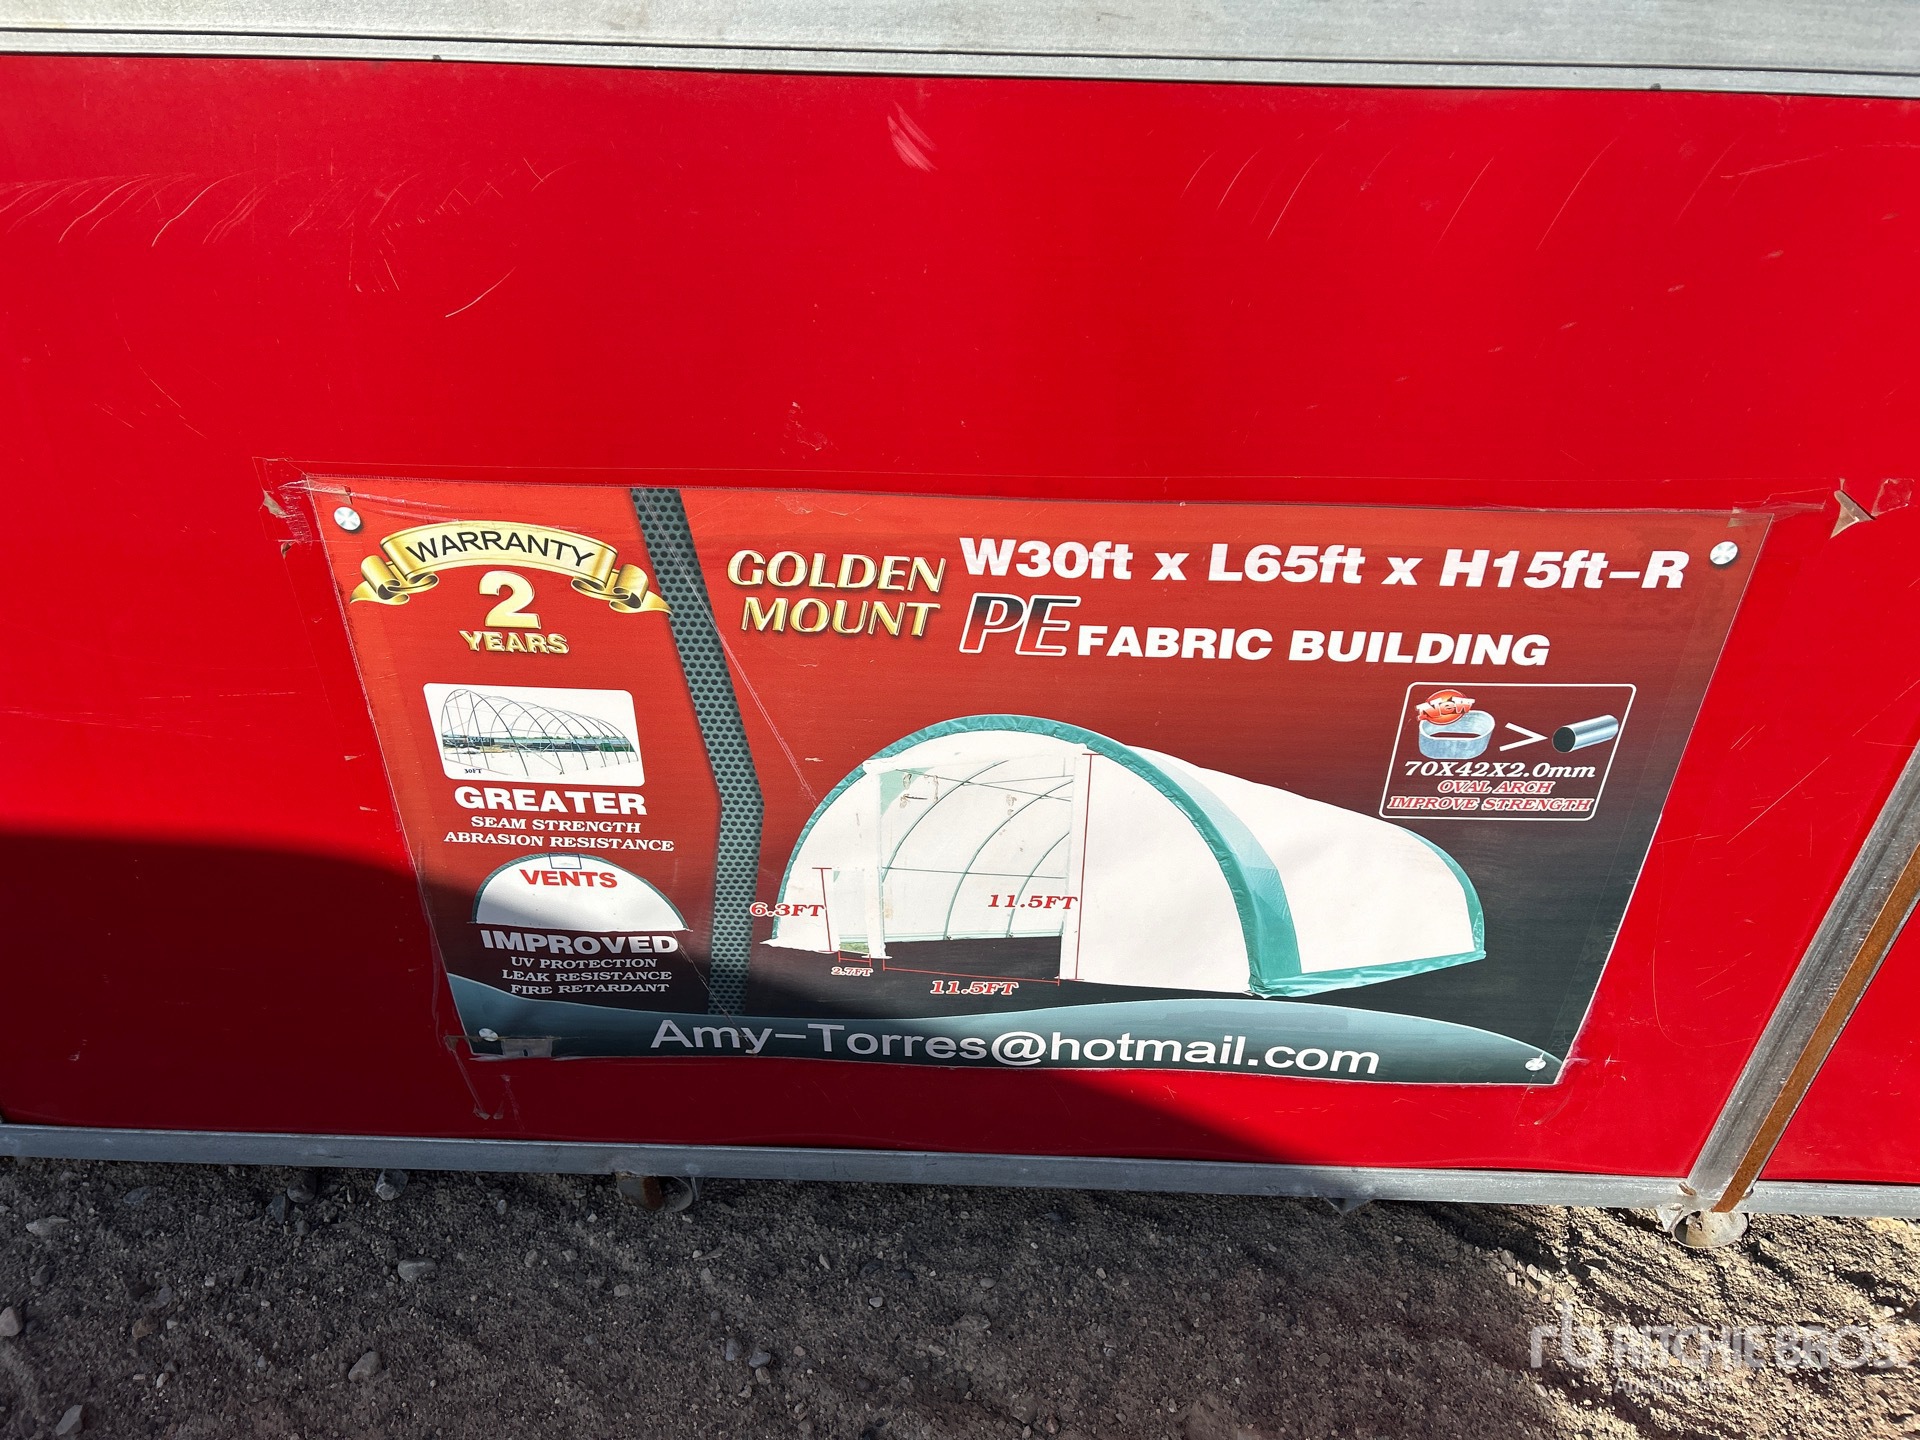 WARRANTY
2
YEARS
GOLDEN
MOUNT
W30ft x L65ft x H15ft-R
PE FABRIC BUILDING
30FT
GREATER
SEAM STRENGTH
ABRASION RESISTANCE
VENTS
IMPROVED
UV PROTECTION
LEAK RESISTANCE
FIRE RETARDANT
New
>
70X42X2.0mm
OVAL ARCH
IMPROVE STRENGTH
6.3FT
11.5FT
2.7FT
11.5FT
Amy-Torres@hotmail.com
rb RITCHIE BROS
Auctioneers